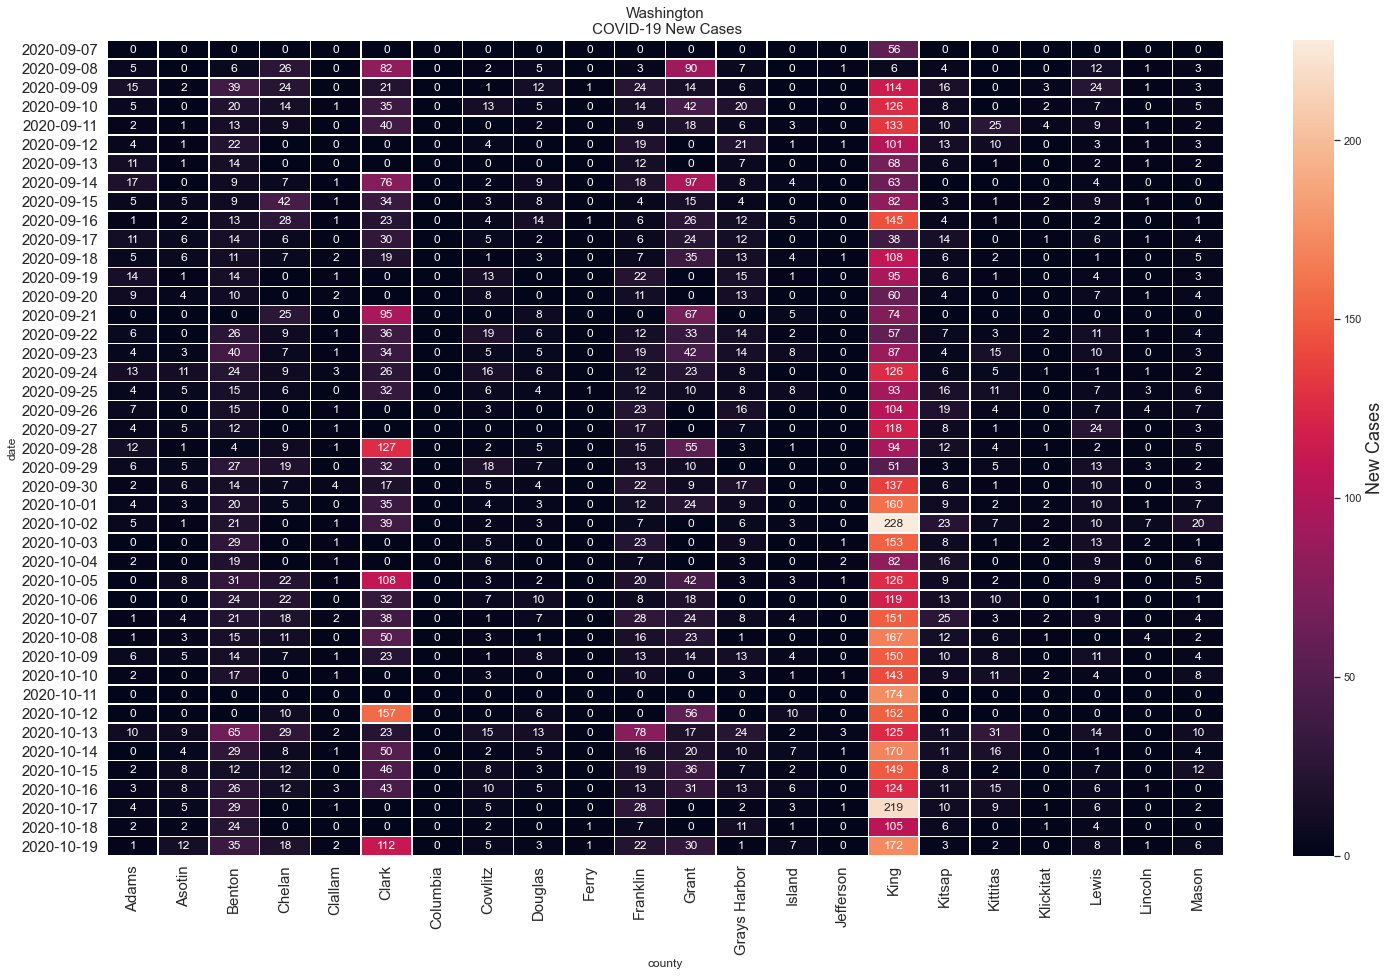 Washington
COVID-19 New Cases
2020-09-07 0 0 0 0 0 0 0 0 0 0 0 0 0 0 0 56 0 0 0 0 0 0
2020-09-08 5 0 6 26 0 82 0 2 5 0 3 90 7 0 1 6 4 0 0 12 1 3
2020-09-09 15 2 39 24 0 21 0 1 12 1 24 14 6 0 0 114 16 0 3 24 1 3
2020-09-10 5 0 20 14 1 35 0 13 5 0 14 42 20 0 0 126 8 0 2 7 0 5
2020-09-11 2 1 13 9 0 40 0 0 2 0 9 18 6 3 0 133 10 25 4 9 1 2
2020-09-12 4 1 22 0 0 0 0 4 0 0 19 0 21 1 1 101 13 10 0 3 1 3
2020-09-13 11 1 14 0 0 0 0 0 0 0 12 0 7 0 0 68 6 1 0 2 1 2
2020-09-14 17 0 9 7 1 76 0 2 9 0 18 97 8 4 0 63 0 0 0 4 0 0
2020-09-15 5 5 9 42 1 34 0 3 8 0 4 15 4 0 0 82 3 1 2 9 1 0
2020-09-16 1 2 13 28 1 23 0 4 14 1 6 26 12 5 0 145 4 1 0 2 0 1
2020-09-17 11 6 14 6 0 30 0 5 2 0 6 24 12 0 0 38 14 0 1 6 1 4
2020-09-18 5 6 11 7 2 19 0 1 3 0 7 35 13 4 1 108 6 2 0 1 0 5
2020-09-19 14 1 14 0 1 0 0 13 0 0 22 0 15 1 0 95 6 1 0 4 0 3
2020-09-20 9 4 10 0 2 0 0 8 0 0 11 0 13 0 0 60 4 0 0 7 1 4
2020-09-21 0 0 0 25 0 95 0 0 8 0 0 67 0 5 0 74 0 0 0 0 0 0
2020-09-22 6 0 26 9 1 36 0 19 6 0 12 33 14 2 0 57 7 3 2 11 1 4
2020-09-23 4 3 40 7 1 34 0 5 5 0 19 42 14 8 0 87 4 15 0 10 0 3
2020-09-24 13 11 24 9 3 26 0 16 6 0 12 23 8 0 0 126 6 5 1 1 1 2
2020-09-25 4 5 15 6 0 32 0 6 4 1 12 10 8 8 0 93 16 11 0 7 3 6
2020-09-26 7 0 15 0 1 0 0 3 0 0 23 0 16 0 0 104 19 4 0 7 4 7
2020-09-27 4 5 12 0 1 0 0 0 0 0 17 0 7 0 0 118 8 1 0 24 0 3
2020-09-28 12 1 4 9 1 127 0 2 5 0 15 55 3 1 0 94 12 4 1 2 0 5
2020-09-29 6 5 27 19 0 32 0 18 7 0 13 10 0 0 0 51 3 5 0 13 3 2
2020-09-30 2 6 14 7 4 17 0 5 4 0 22 9 17 0 0 137 6 1 0 10 0 3
2020-10-01 4 3 20 5 0 35 0 4 3 0 12 24 9 0 0 160 9 2 2 10 1 7
2020-10-02 5 1 21 0 1 39 0 2 3 0 7 0 6 3 0 228 23 7 2 10 7 20
2020-10-03 0 0 29 0 1 0 0 5 0 0 23 0 9 0 1 153 8 1 2 13 2 1
2020-10-04 2 0 19 0 1 0 0 6 0 0 7 0 3 0 2 82 16 0 0 9 0 6
2020-10-05 0 8 31 22 1 108 0 3 2 0 20 42 3 3 1 126 9 2 0 9 0 5
2020-10-06 0 0 24 22 0 32 0 7 10 0 8 18 0 0 0 119 13 10 0 1 0 1
2020-10-07 1 4 21 18 2 38 0 1 7 0 28 24 8 4 0 151 25 3 2 9 0 4
2020-10-08 1 3 15 11 0 50 0 3 1 0 16 23 1 0 0 167 12 6 1 0 4 2
2020-10-09 6 5 14 7 1 23 0 1 8 0 13 14 13 4 0 150 10 8 0 11 0 4
2020-10-10 2 0 17 0 1 0 0 3 0 0 10 0 3 1 1 143 9 11 2 4 0 8
2020-10-11 0 0 0 0 0 0 0 0 0 0 0 0 0 0 0 174 0 0 0 0 0 0
2020-10-12 0 0 0 10 0 157 0 0 6 0 0 56 0 10 0 152 0 0 0 0 0 0
2020-10-13 10 9 65 29 2 23 0 15 13 0 78 17 24 2 3 125 11 31 0 14 0 10
2020-10-14 0 4 29 8 1 50 0 2 5 0 16 20 10 7 1 170 11 16 0 1 0 4
2020-10-15 2 8 12 12 0 46 0 8 3 0 19 36 7 2 0 149 8 2 0 7 0 12
2020-10-16 3 8 26 12 3 43 0 10 5 0 13 31 13 6 0 124 11 15 0 6 1 0
2020-10-17 4 5 29 0 1 0 0 5 0 0 28 0 2 3 1 219 10 9 1 6 0 2
2020-10-18 2 2 24 0 0 0 0 2 0 1 7 0 11 1 0 105 6 0 1 4 0 0
2020-10-19 1 12 35 18 2 112 0 5 3 1 22 30 1 7 0 172 3 2 0 8 1 6
Adams Asotin Benton Chelan Clallam Clark Columbia Cowlitz Douglas Ferry Franklin Grant Grays Harbor Island Jefferson King Kitsap Kittitas Klickitat Lewis Lincoln Mason
county
date
200
150
100
50
0
New Cases